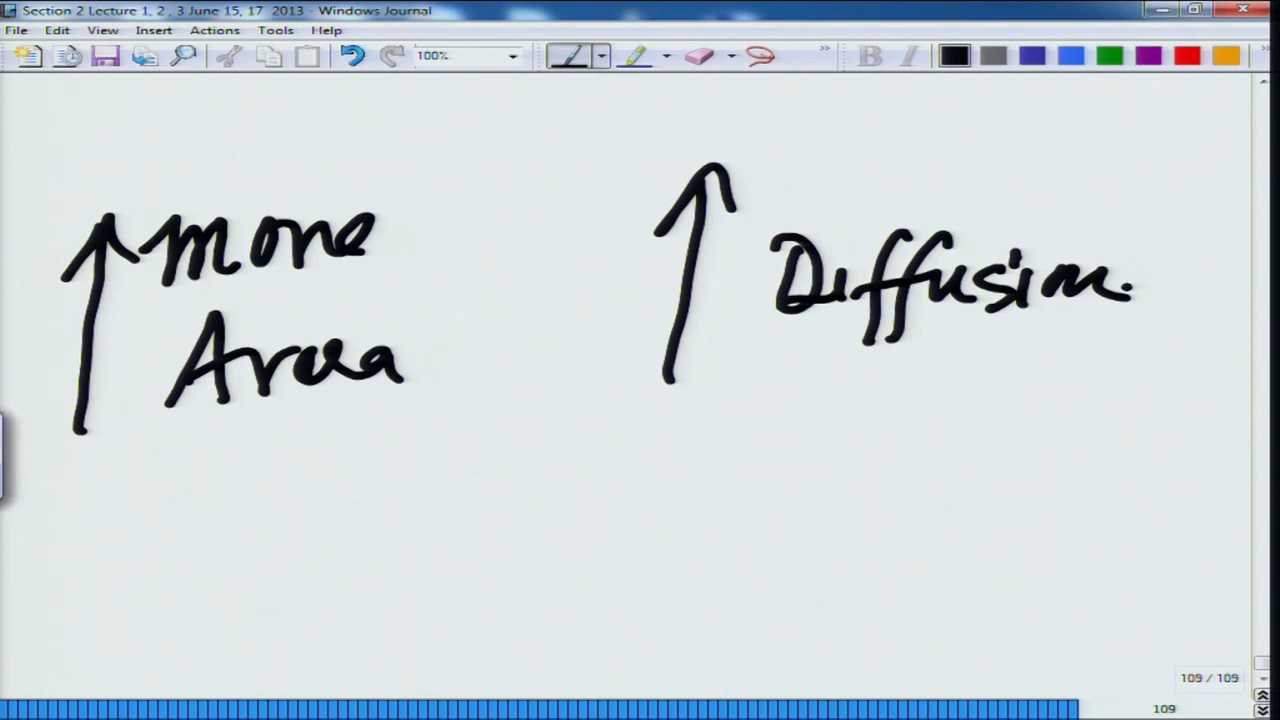 Section 2 Lecture 1, 2 , 3 June 15, 17 2013 - Windows Journal
File Edit View Insert Actions Tools Help
100%
B I
↑ More
Area
↑ Diffusion.
109 / 109
109